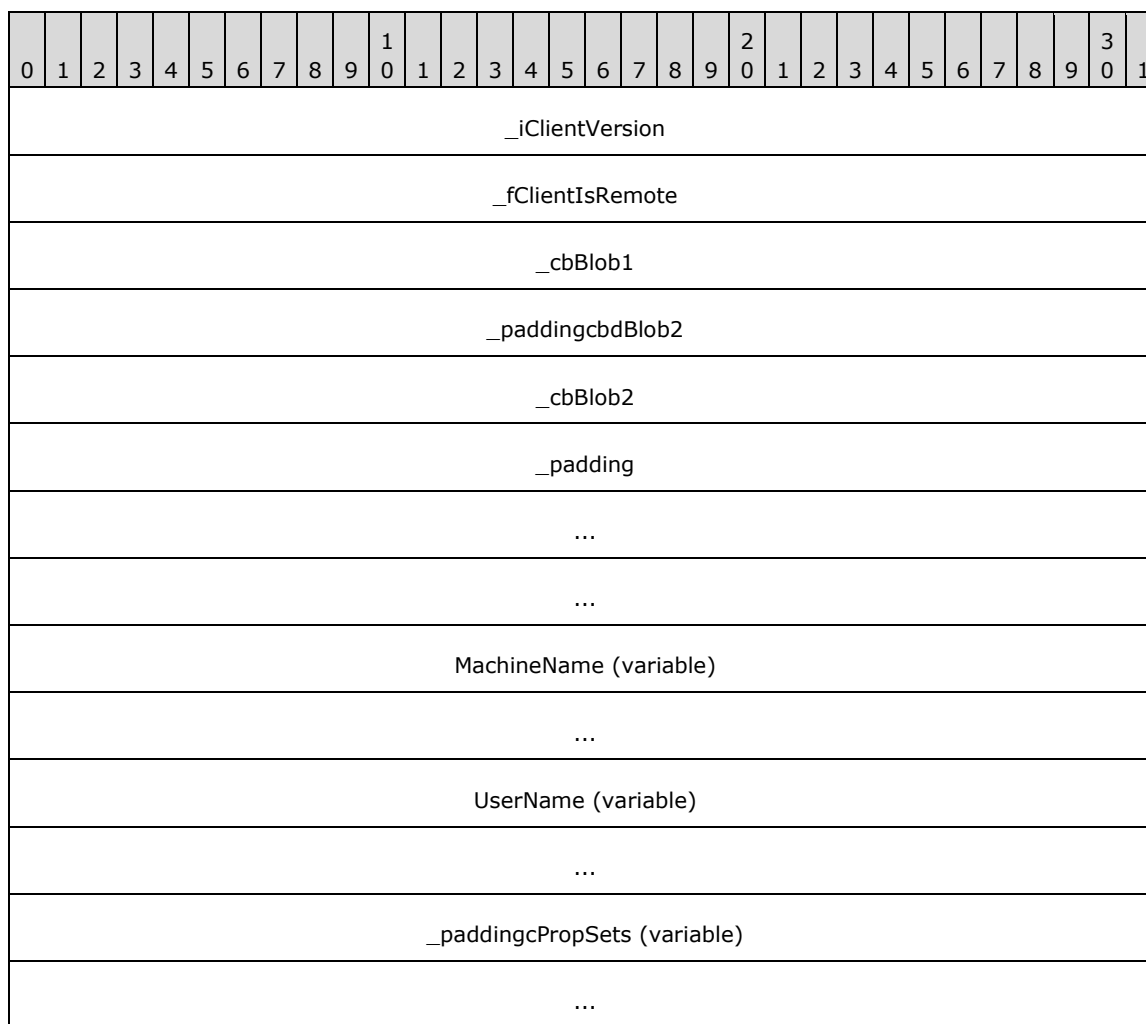 1 2 3
0 1 2 3 4 5 6 7 8 9 0 1 2 3 4 5 6 7 8 9 0 1 2 3 4 5 6 7 8 9 0 1
_iClientVersion
_fClientIsRemote
_cbBlob1
_paddingcbdBlob2
_cbBlob2
_padding
...
...
MachineName (variable)
...
UserName (variable)
...
_paddingcPropSets (variable)
...